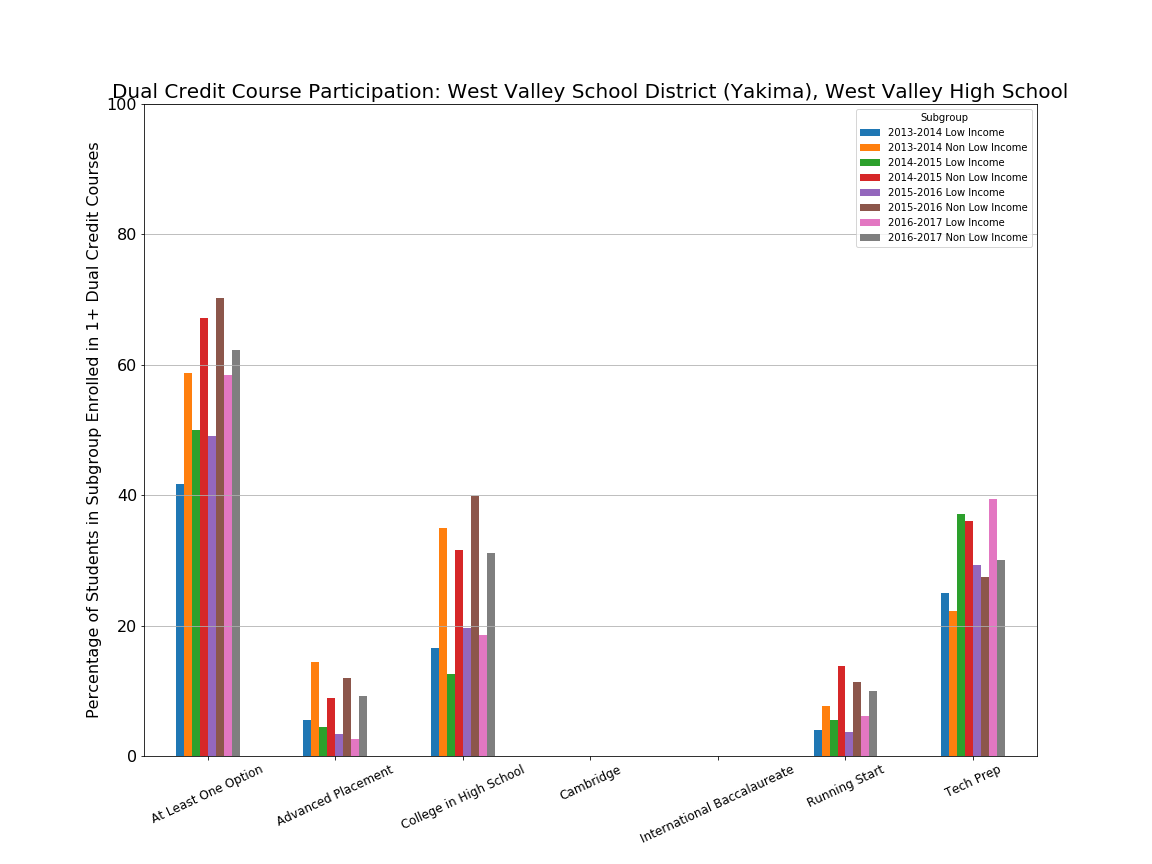 Dual Credit Course Participation: West Valley School District (Yakima), West Valley High School
Percentage of Students in Subgroup Enrolled in 1+ Dual Credit Courses
100
80
60
40
20
0
Subgroup
2013-2014 Low Income
2013-2014 Non Low Income
2014-2015 Low Income
2014-2015 Non Low Income
2015-2016 Low Income
2015-2016 Non Low Income
2016-2017 Low Income
2016-2017 Non Low Income
At Least One Option
Advanced Placement
College in High School
Cambridge
International Baccalaureate
Running Start
Tech Prep